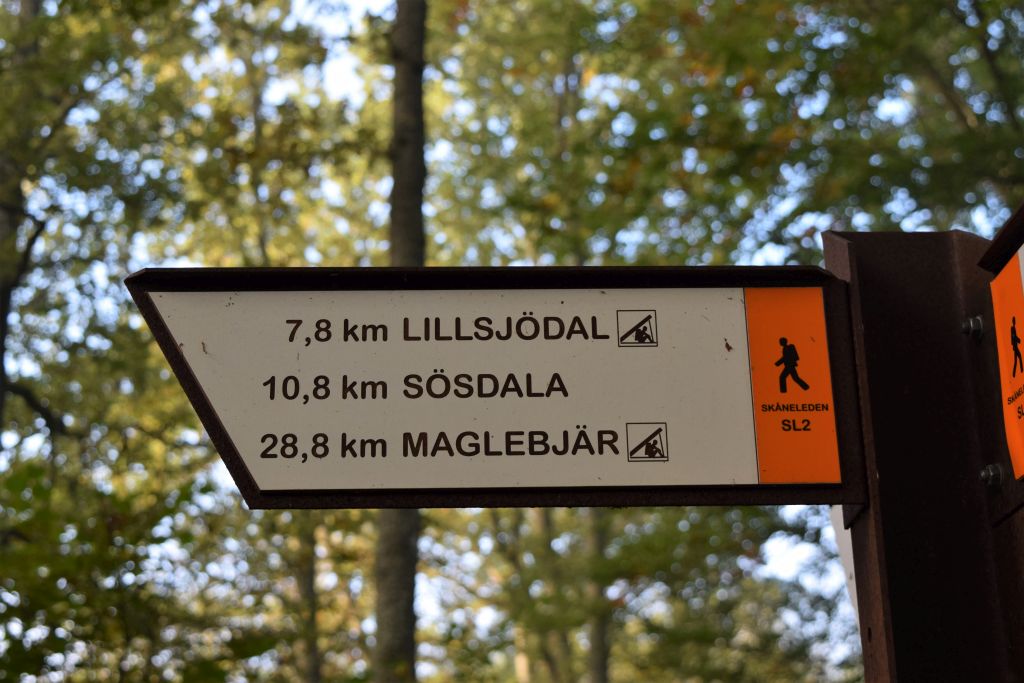 7,8 km LILLSJÖDAL
10,8 km SÖSDALA
28,8 km MAGLEBJÄR
SKÅNELEDEN
SL2